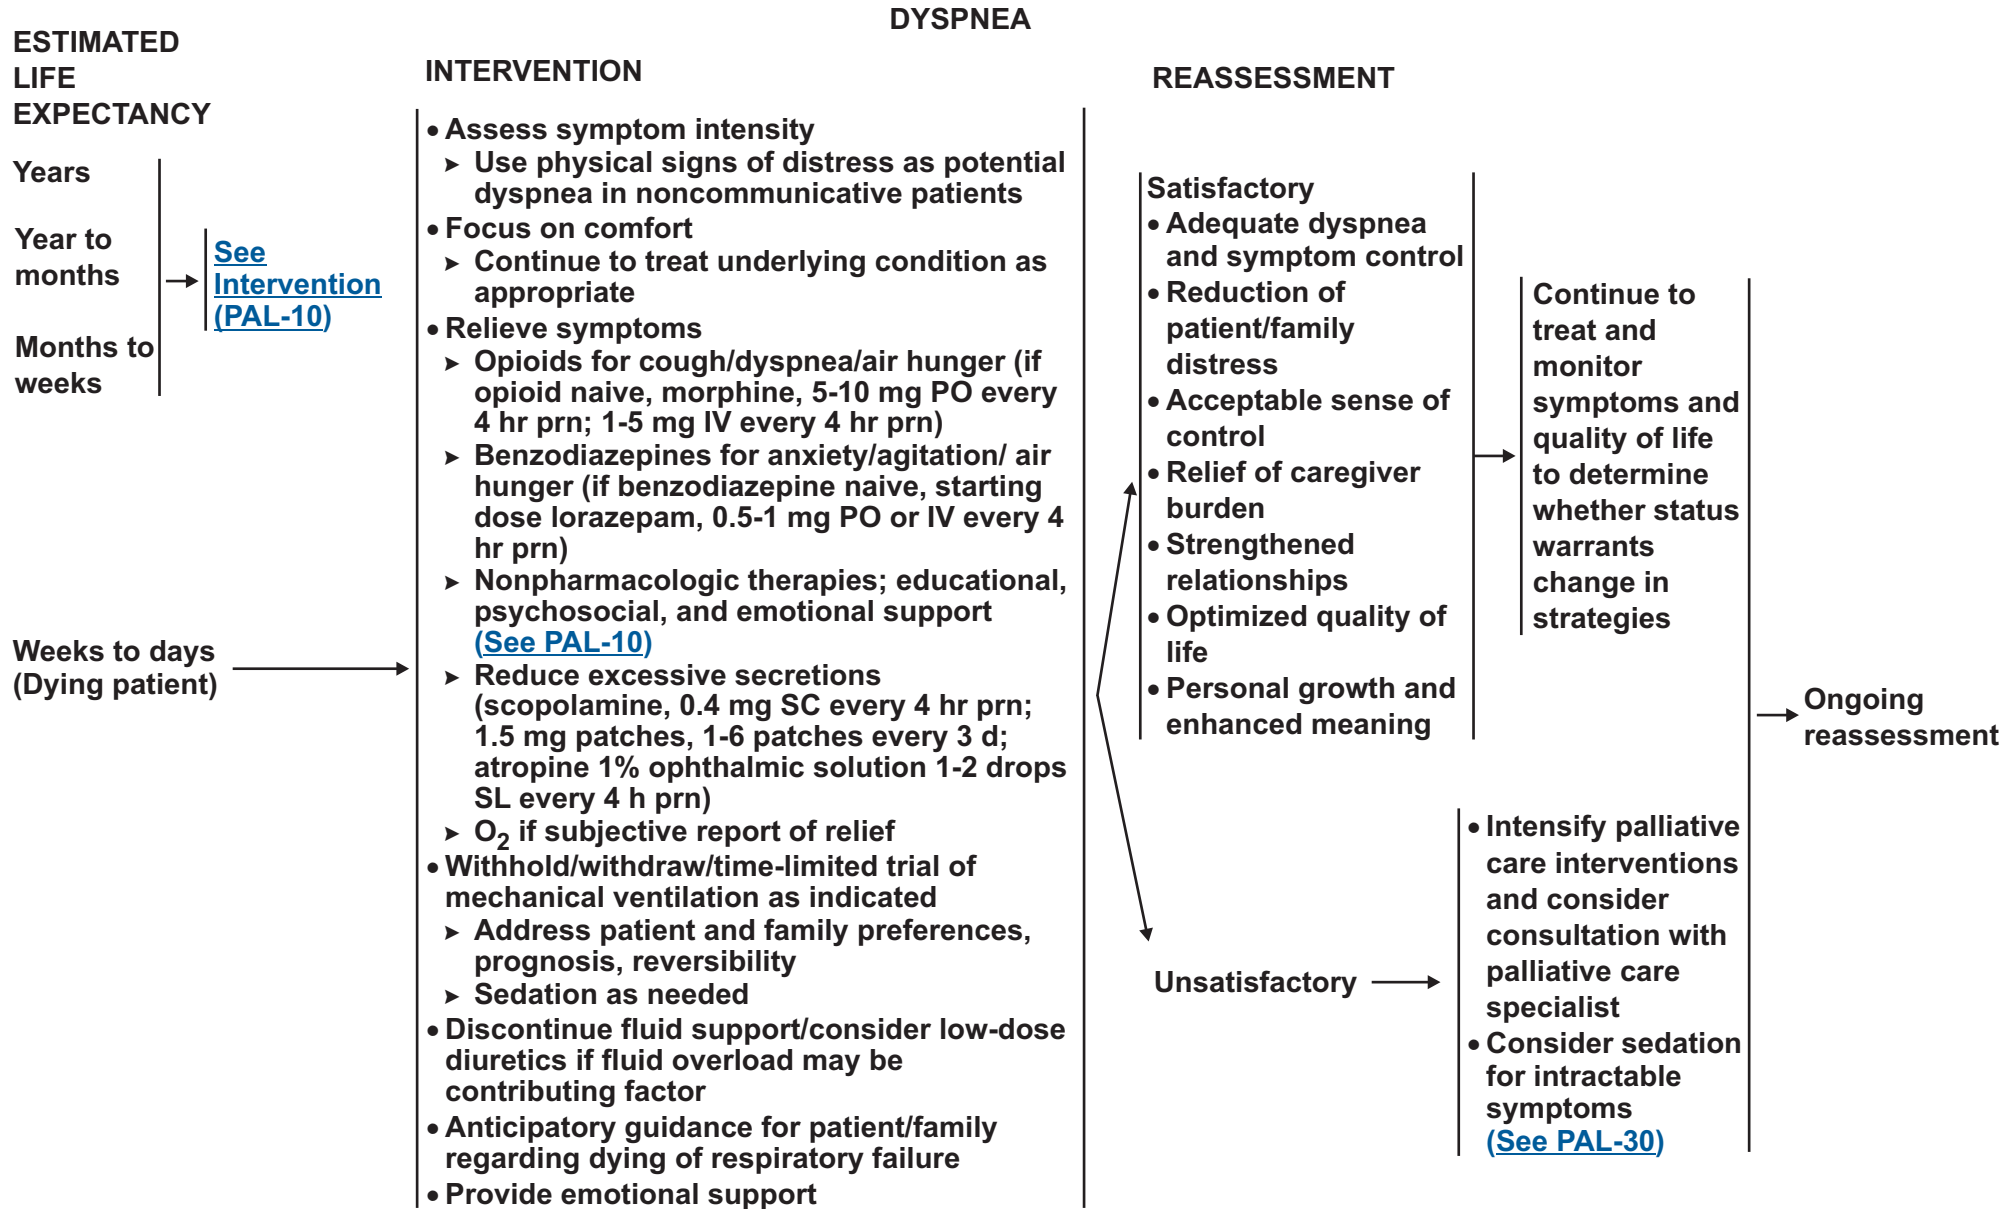 DYSPNEA
ESTIMATED
LIFE
EXPECTANCY
Years
Year to
months
Months to
weeks
See
Intervention
(PAL-10)
Weeks to days
(Dying patient)
INTERVENTION
• Assess symptom intensity
➤ Use physical signs of distress as potential
dyspnea in noncommunicative patients
• Focus on comfort
➤ Continue to treat underlying condition as
appropriate
• Relieve symptoms
➤ Opioids for cough/dyspnea/air hunger (if
opioid naive, morphine, 5-10 mg PO every
4 hr prn; 1-5 mg IV every 4 hr prn)
➤ Benzodiazepines for anxiety/agitation/ air
hunger (if benzodiazepine naive, starting
dose lorazepam, 0.5-1 mg PO or IV every 4
hr prn)
➤ Nonpharmacologic therapies; educational,
psychosocial, and emotional support
(See PAL-10)
➤ Reduce excessive secretions
(scopolamine, 0.4 mg SC every 4 hr prn;
1.5 mg patches, 1-6 patches every 3 d;
atropine 1% ophthalmic solution 1-2 drops
SL every 4 h prn)
➤ O2 if subjective report of relief
• Withhold/withdraw/time-limited trial of
mechanical ventilation as indicated
➤ Address patient and family preferences,
prognosis, reversibility
➤ Sedation as needed
• Discontinue fluid support/consider low-dose
diuretics if fluid overload may be
contributing factor
• Anticipatory guidance for patient/family
regarding dying of respiratory failure
• Provide emotional support
REASSESSMENT
Satisfactory
• Adequate dyspnea
and symptom control
• Reduction of
patient/family
distress
• Acceptable sense of
control
• Relief of caregiver
burden
• Strengthened
relationships
• Optimized quality of
life
• Personal growth and
enhanced meaning
Continue to
treat and
monitor
symptoms and
quality of life
to determine
whether status
warrants
change in
strategies
Unsatisfactory
• Intensify palliative
care interventions
and consider
consultation with
palliative care
specialist
• Consider sedation
for intractable
symptoms
(See PAL-30)
Ongoing
reassessment